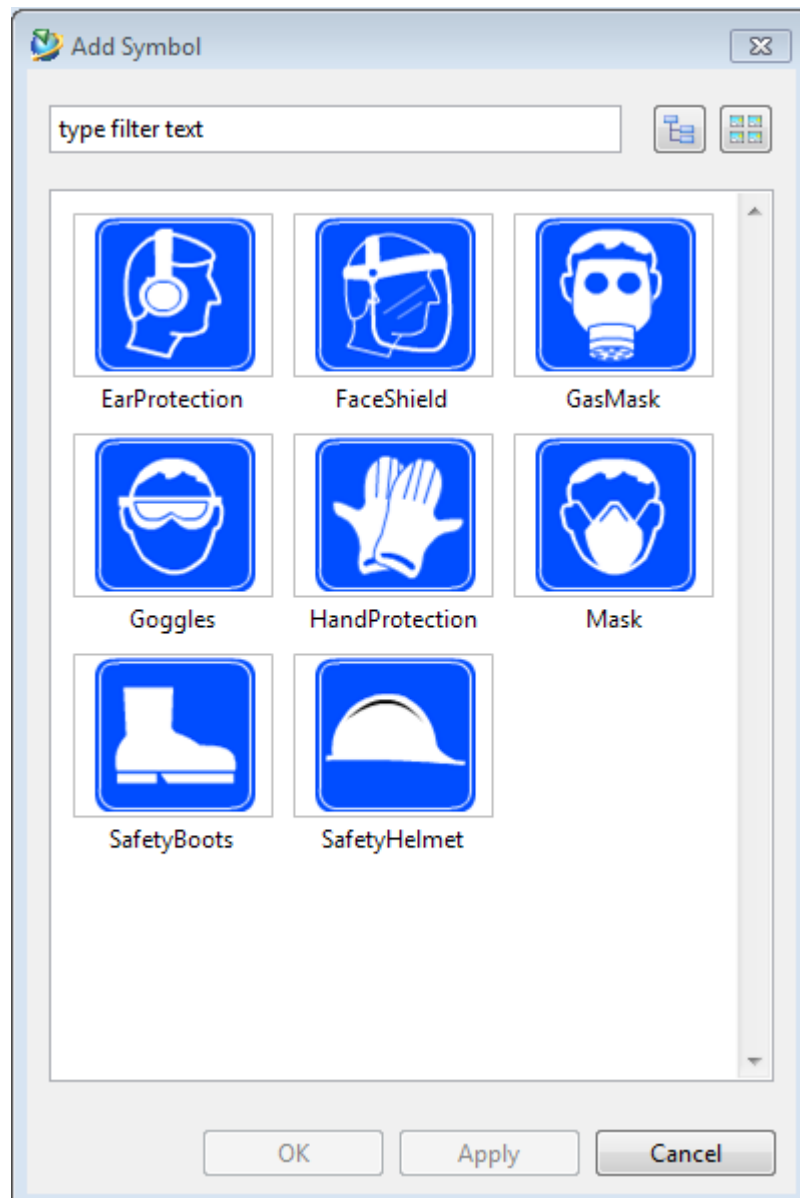 Add Symbol
type filter text
EarProtection FaceShield GasMask
Goggles HandProtection Mask
SafetyBoots SafetyHelmet
OK Apply Cancel